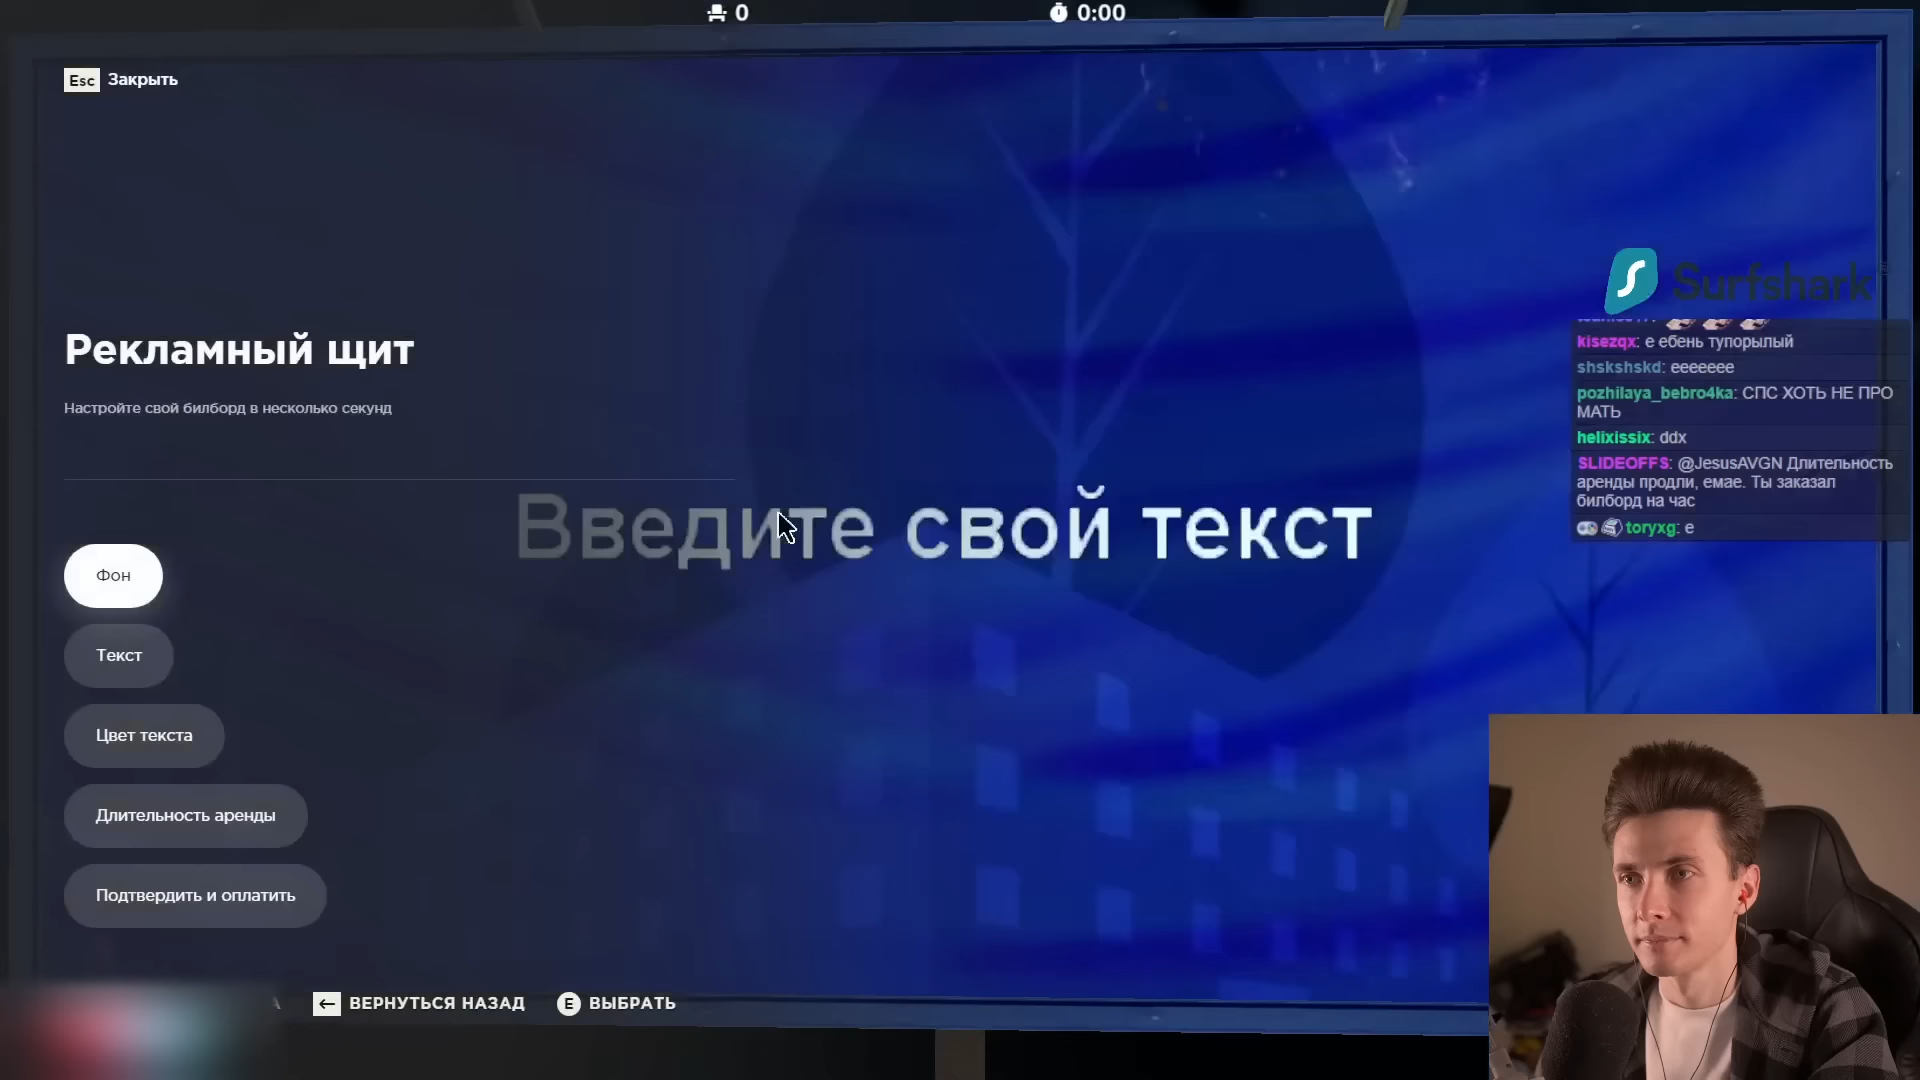 0
0:00
Esc Закрыть
Рекламный щит
Настройте свой билборд в несколько секунд
Введите свой текст
Фон
Текст
Цвет текста
Длительность аренды
Подтвердить и оплатить
ВЕРНУТЬСЯ НАЗАД
E ВЫБРАТЬ
Surfshark
kisezqx: е ебень тупорылый
shskshskd: eeeeeee
pozhilaya_bebro4ka: СПС ХОТЬ НЕ ПРО
МАТЬ
helixissix: ddx
SLIDEOFFS: @JesusAVGN Длительность
аренды продли, емае. Ты заказал
билборд на час
toryxg: e